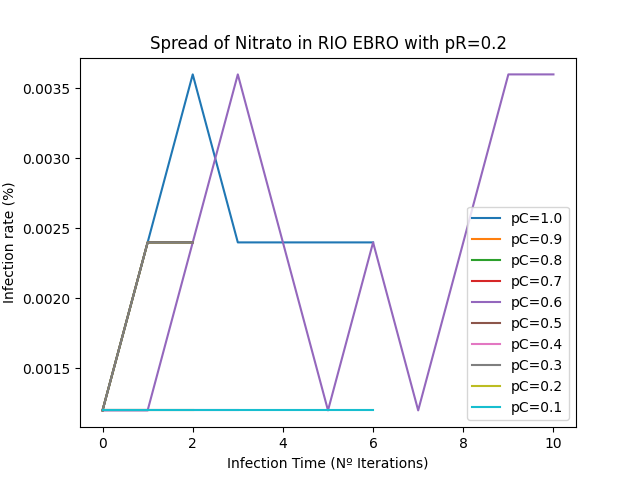 Spread of Nitrato in RIO EBRO with pR=0.2
Infection rate (%)
0.0035
0.0030
0.0025
0.0020
0.0015
0
2
4
6
8
10
Infection Time (Nº Iterations)
pC=1.0
pC=0.9
pC=0.8
pC=0.7
pC=0.6
pC=0.5
pC=0.4
pC=0.3
pC=0.2
pC=0.1